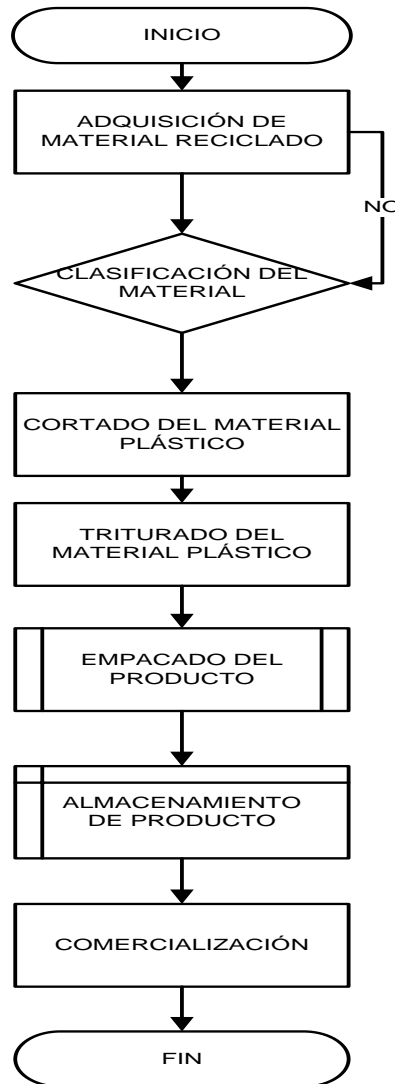 INICIO
ADQUISICIÓN DE
MATERIAL RECICLADO
NO
CLASIFICACIÓN DEL
MATERIAL
CORTADO DEL MATERIAL
PLÁSTICO
TRITURADO DEL
MATERIAL PLÁSTICO
EMPACADO DEL
PRODUCTO
ALMACENAMIENTO
DE PRODUCTO
COMERCIALIZACIÓN
FIN